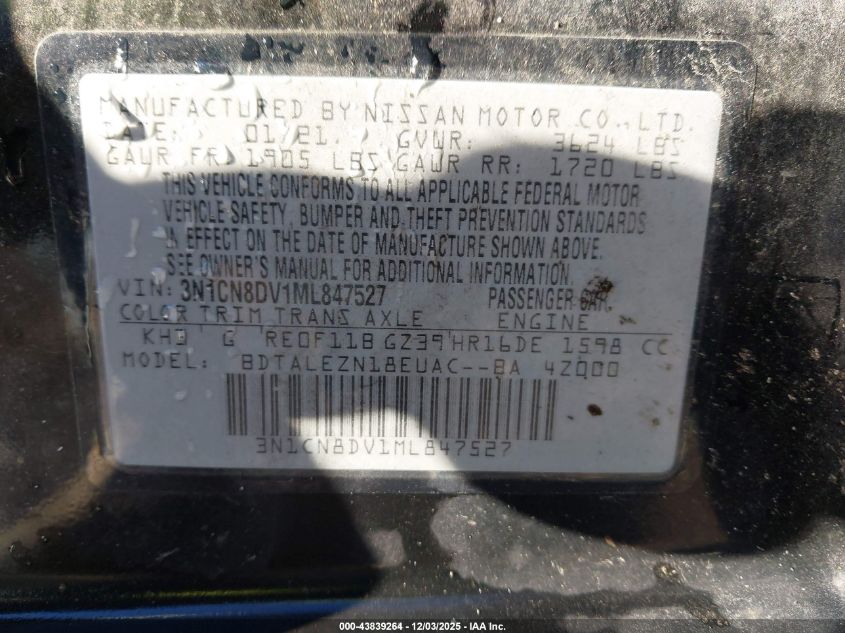 MANUFACTURED BY NISSAN MOTOR CO., LTD.
DATE: 01/21 GVWR: 3624 LBS
GAWR FR: 1905 LBS GAWR RR: 1720 LBS
THIS VEHICLE CONFORMS TO ALL APPLICABLE FEDERAL MOTOR
VEHICLE SAFETY, BUMPER AND THEFT PREVENTION STANDARDS
IN EFFECT ON THE DATE OF MANUFACTURE SHOWN ABOVE.
SEE OWNER'S MANUAL FOR ADDITIONAL INFORMATION.
VIN: 3N1CN8DV1ML847527 PASSENGER CAR.
COLOR TRIM TRANS AXLE ENGINE
KH3 G RE0F11B GZ39 HR16DE 1598 CC
MODEL: BDTALEZN18EUAC--BA 4Z000
3N1CN8DV1ML847527
000-43839264 - 12/03/2025 - IAA Inc.